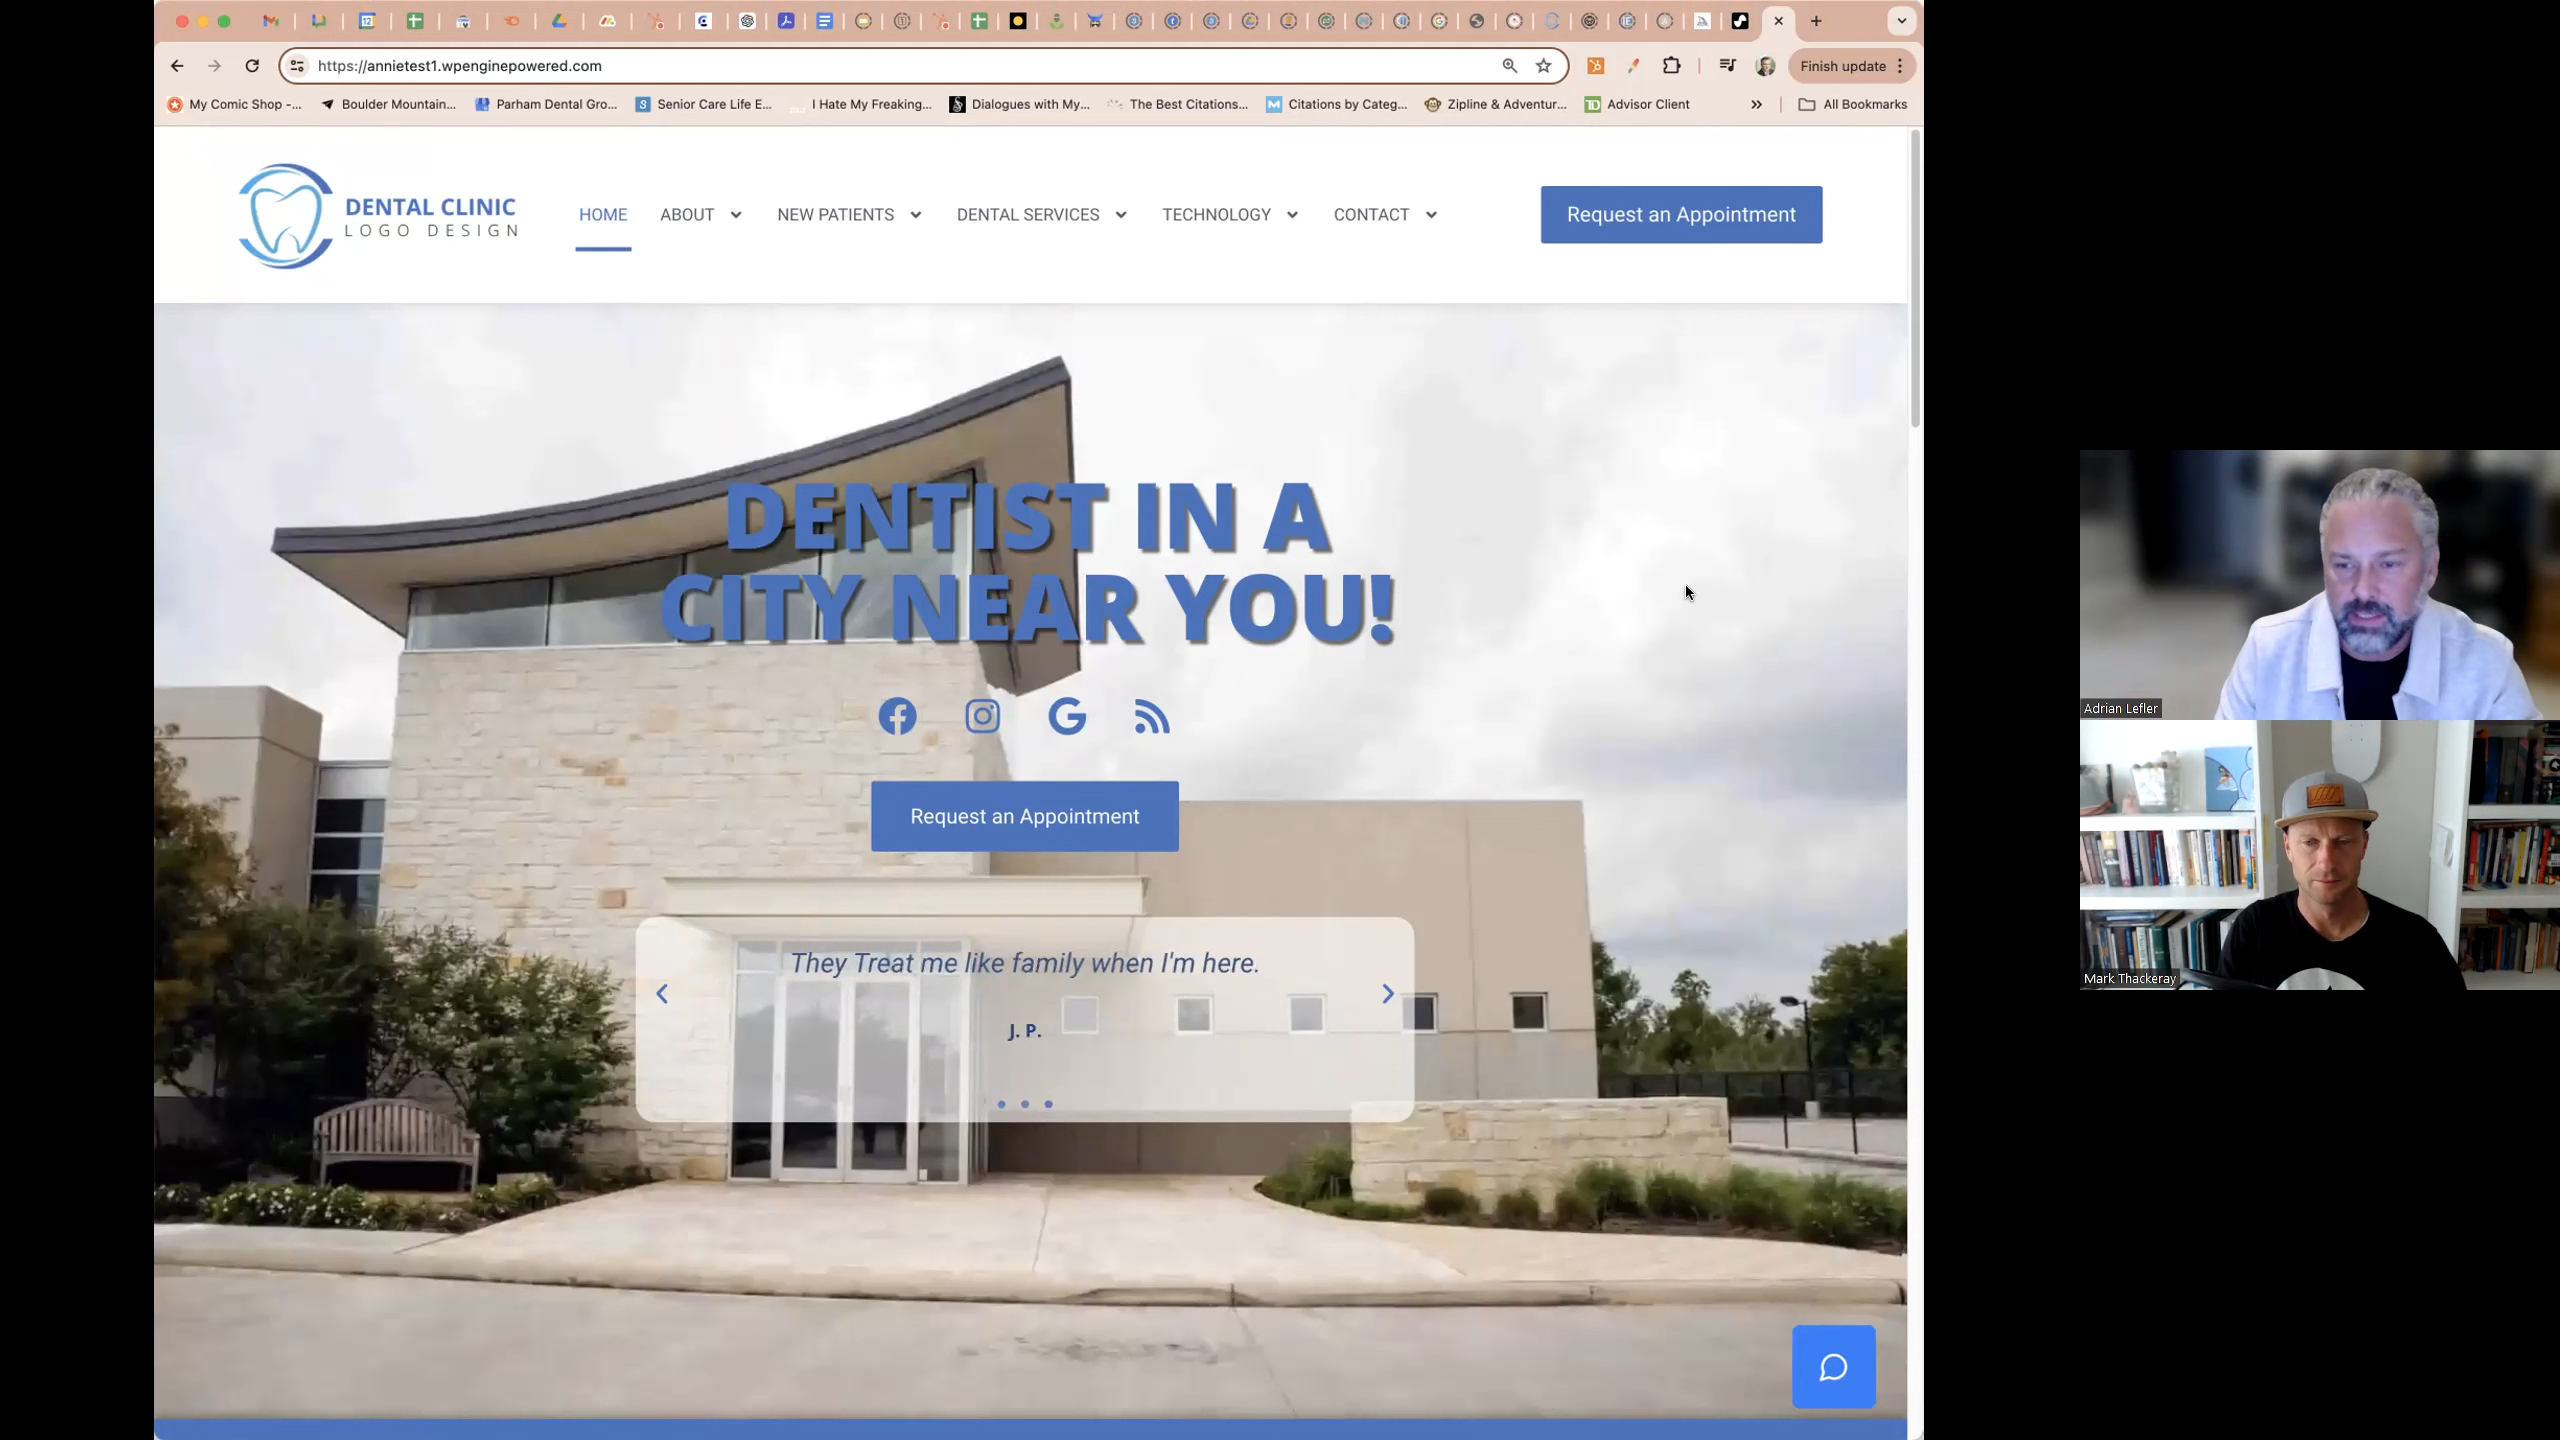 https://annietest1.wpenginepowered.com
Finish update
My Comic Shop -...
Boulder Mountain...
Parham Dental Gro...
Senior Care Life E...
I Hate My Freaking...
Dialogues with My...
The Best Citations...
Citations by Categ...
Zipline & Adventur...
Advisor Client
All Bookmarks
DENTAL CLINIC
LOGO DESIGN
HOME
ABOUT
NEW PATIENTS
DENTAL SERVICES
TECHNOLOGY
CONTACT
Request an Appointment
DENTIST IN A
CITY NEAR YOU!
Request an Appointment
They Treat me like family when I'm here.
J. P.
Adrian Lefler
Mark Thackeray